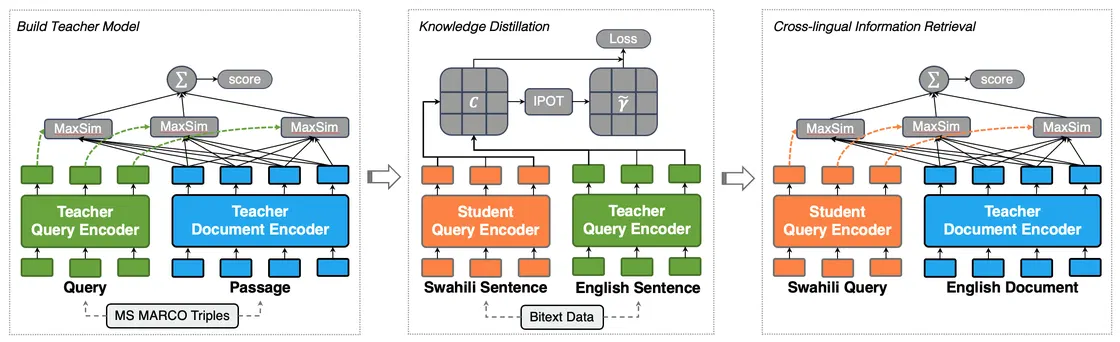 Build Teacher Model
Σ
score
MaxSim
MaxSim
MaxSim
Teacher
Query Encoder
Teacher
Document Encoder
Query
Passage
MS MARCO Triples
Knowledge Distillation
Loss
C
IPOT
γ̃
Student
Query Encoder
Teacher
Query Encoder
Swahili Sentence
English Sentence
Bitext Data
Cross-lingual Information Retrieval
Σ
score
MaxSim
MaxSim
MaxSim
Student
Query Encoder
Teacher
Document Encoder
Swahili Query
English Document